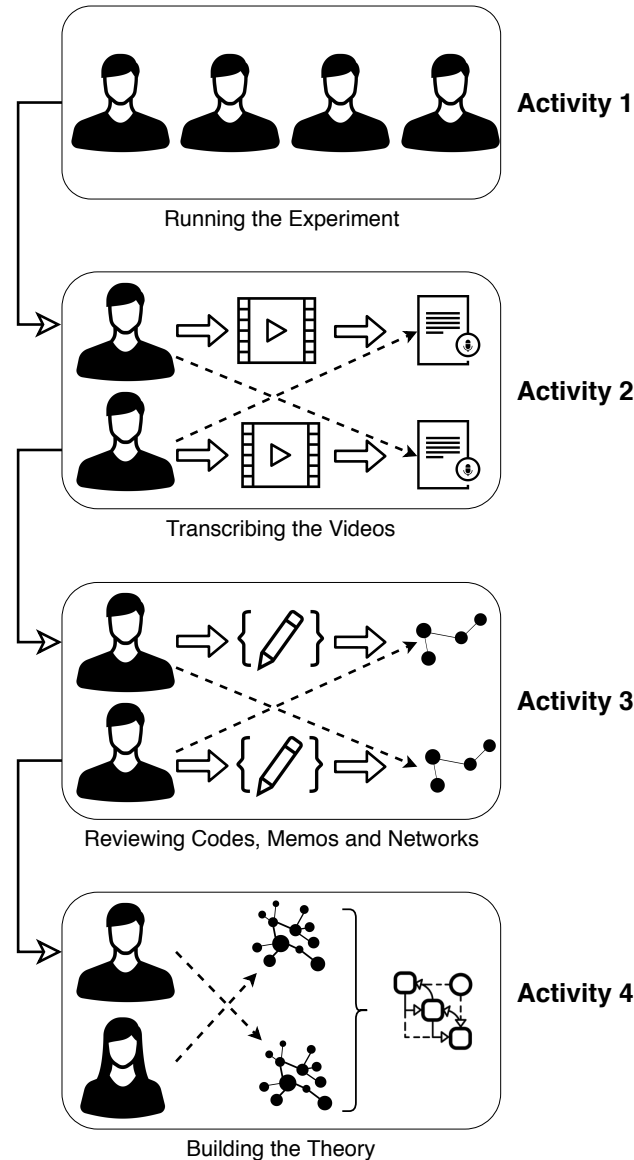 Activity 1
Running the Experiment
Activity 2
Transcribing the Videos
Activity 3
Reviewing Codes, Memos and Networks
Activity 4
Building the Theory